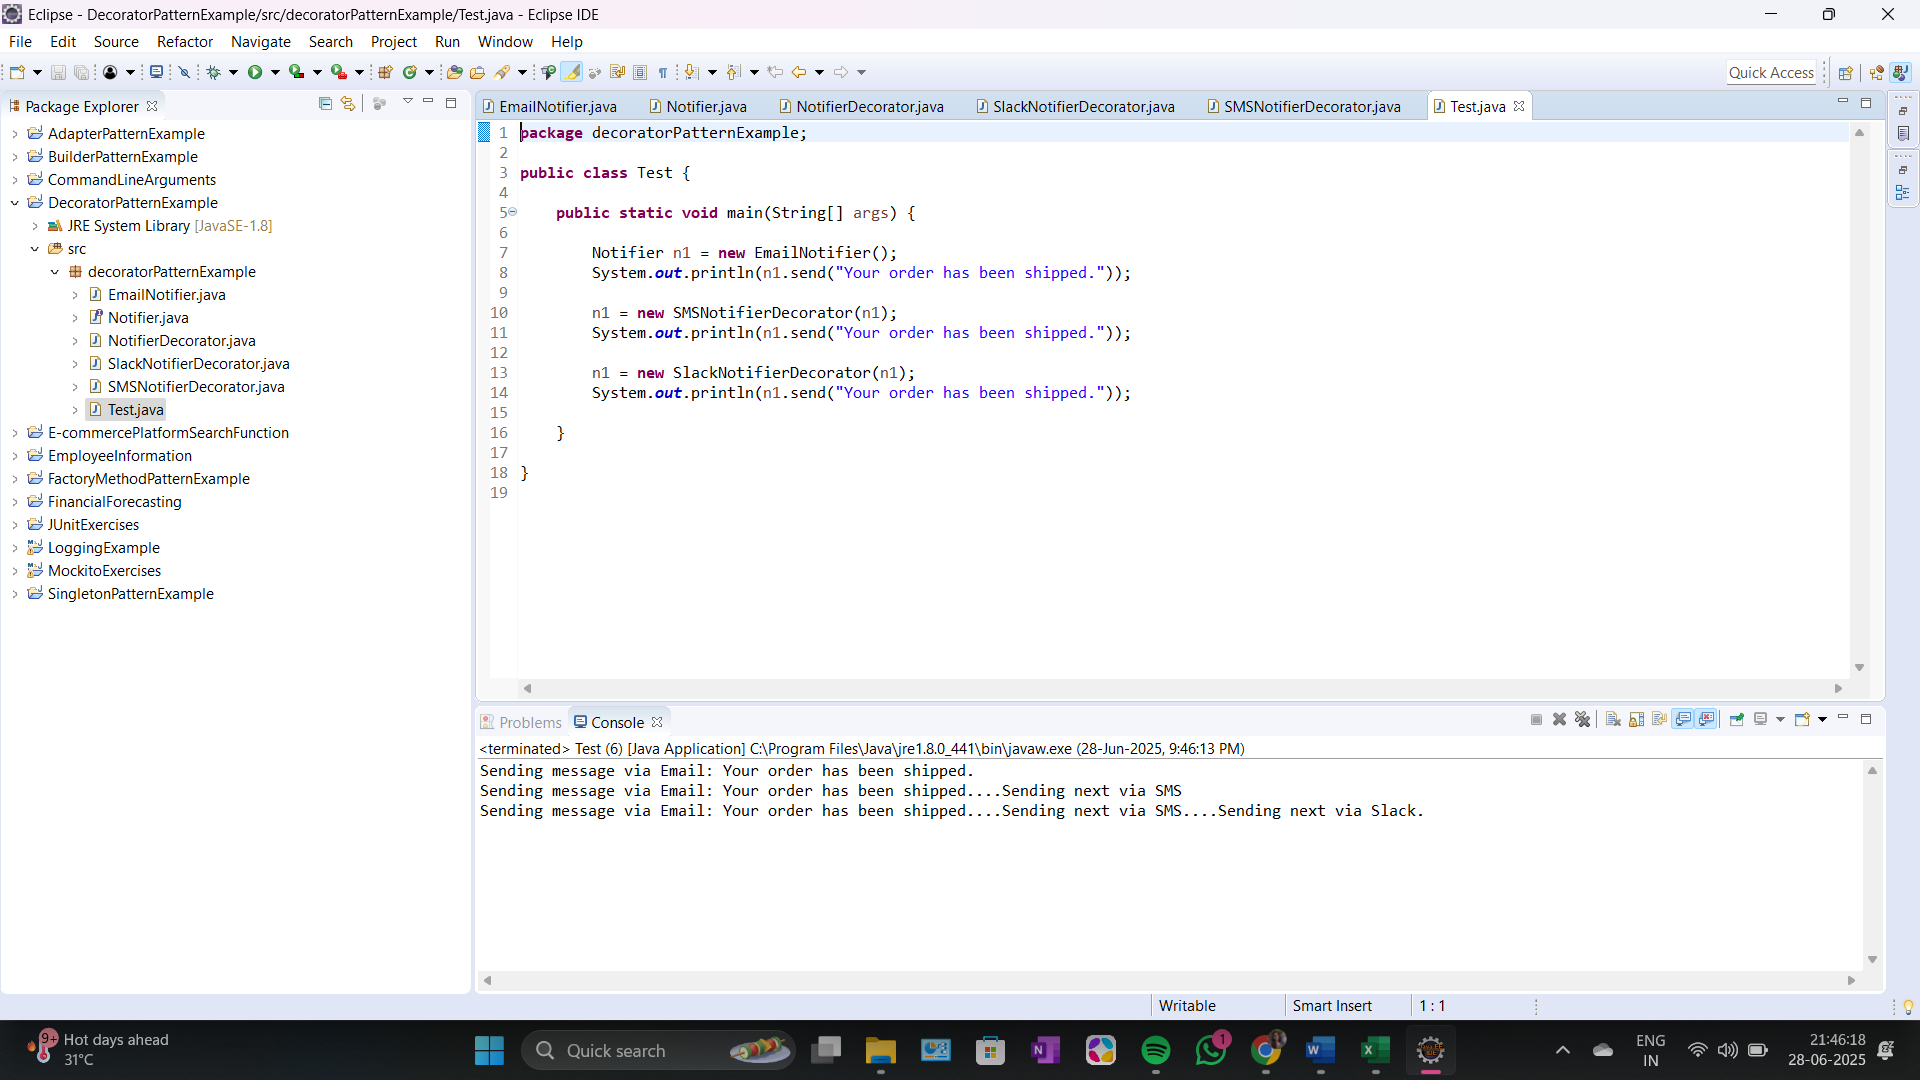 Eclipse - DecoratorPatternExample/src/decoratorPatternExample/Test.java - Eclipse IDE
File Edit Source Refactor Navigate Search Project Run Window Help
Quick Access
Package Explorer
AdapterPatternExample
BuilderPatternExample
CommandLineArguments
DecoratorPatternExample
JRE System Library [JavaSE-1.8]
src
decoratorPatternExample
EmailNotifier.java
Notifier.java
NotifierDecorator.java
SlackNotifierDecorator.java
SMSNotifierDecorator.java
Test.java
E-commercePlatformSearchFunction
EmployeeInformation
FactoryMethodPatternExample
FinancialForecasting
JUnitExercises
LoggingExample
MockitoExercises
SingletonPatternExample
EmailNotifier.java Notifier.java NotifierDecorator.java SlackNotifierDecorator.java SMSNotifierDecorator.java Test.java
1 package decoratorPatternExample;
2
3 public class Test {
4
5 public static void main(String[] args) {
6
7 Notifier n1 = new EmailNotifier();
8 System.out.println(n1.send("Your order has been shipped."));
9
10 n1 = new SMSNotifierDecorator(n1);
11 System.out.println(n1.send("Your order has been shipped."));
12
13 n1 = new SlackNotifierDecorator(n1);
14 System.out.println(n1.send("Your order has been shipped."));
15
16 }
17
18 }
19
Problems Console
<terminated> Test (6) [Java Application] C:\Program Files\Java\jre1.8.0_441\bin\javaw.exe (28-Jun-2025, 9:46:13 PM)
Sending message via Email: Your order has been shipped.
Sending message via Email: Your order has been shipped....Sending next via SMS
Sending message via Email: Your order has been shipped....Sending next via SMS....Sending next via Slack.
Writable Smart Insert 1 : 1
9+ Hot days ahead
31°C
Quick search
1
ENG
IN
21:46:18
28-06-2025